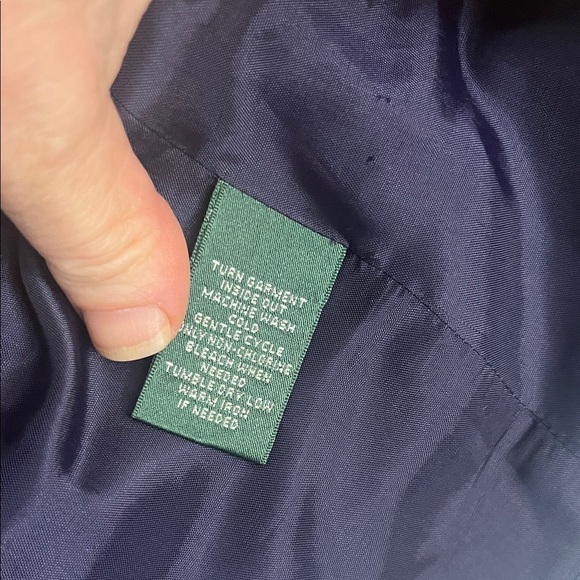 TURN GARMENT
INSIDE OUT
MACHINE WASH
COLD
GENTLE CYCLE
ONLY NON-CHLORINE
BLEACH WHEN
NEEDED
TUMBLE DRY LOW
WARM IRON
IF NEEDED